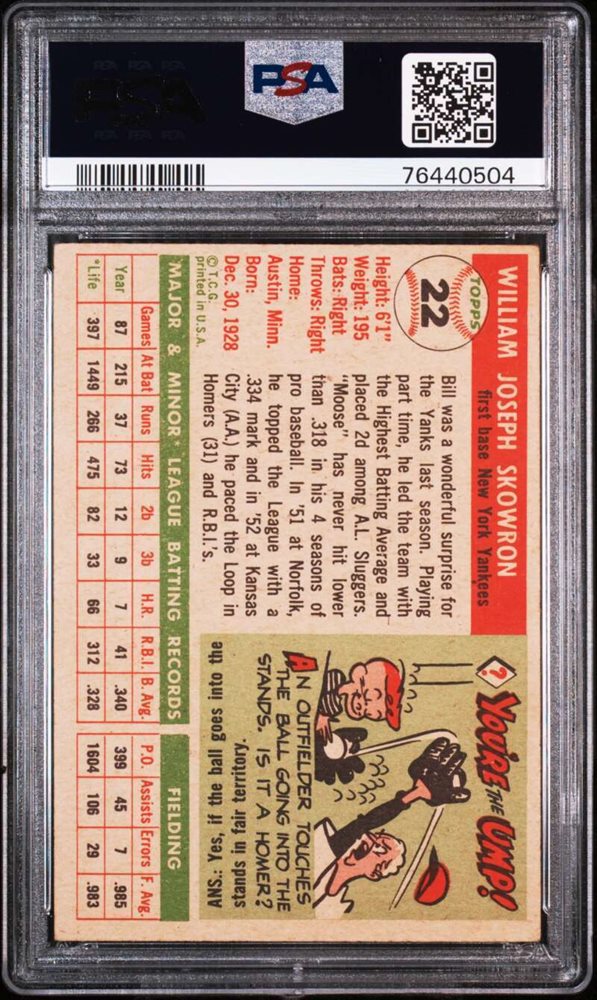 PSA
76440504
TOPPS
22
WILLIAM JOSEPH SKOWRON
first base New York Yankees
Height: 6'1"
Weight: 195
Bats: Right
Throws: Right
Home:
Austin, Minn.
Born:
Dec. 30, 1928
© T.C.G.
printed in U.S.A.
Bill was a wonderful surprise for
the Yanks last season. Playing
part time, he led the team with
the Highest Batting Average and
placed 2d among A.L. Sluggers.
"Moose" has never hit lower
than .318 in his 4 seasons of
pro baseball. In '51 at Norfolk,
he topped the League with a
.334 mark and in '52 at Kansas
City (A.A.) he paced the Loop in
Homers (31) and R.B.I.'s.
? YOU'RE THE UMP!
AN OUTFIELDER TOUCHES
THE BALL GOING INTO THE
STANDS. IS IT A HOMER?
ANS.: Yes, if the ball goes into the
stands in fair territory.
MAJOR & MINOR* LEAGUE BATTING RECORDS
FIELDING
Games At Bat Runs Hits 2b 3b H.R. R.B.I. B. Avg. P.O. Assists Errors F. Avg.
Year 87 215 37 73 12 9 7 41 .340 399 45 7 .985
*Life 397 1449 266 475 82 33 66 312 .328 1604 106 29 .983